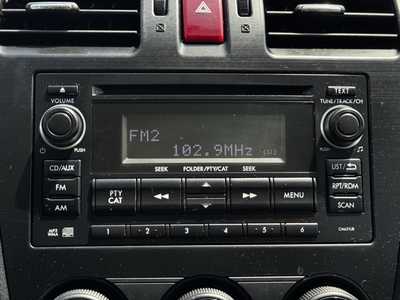 TEXT
VOLUME
TUNE/TRACK/CH
FM2
102.9MHz
PUSH
PUSH
SEEK
FOLDER/PTY/CAT
SEEK
CD/AUX
LIST/
FM
PTY
CAT
MENU
RPT/RDM
AM
SCAN
1
2
3
4
5
6